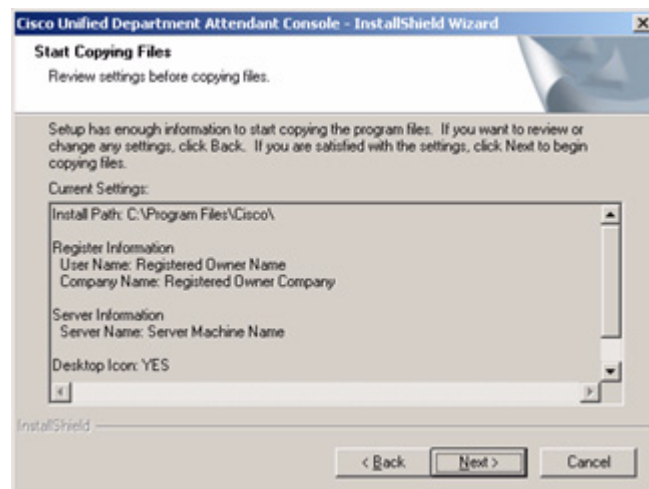 Cisco Unified Department Attendant Console - InstallShield Wizard
Start Copying Files
Review settings before copying files.
Setup has enough information to start copying the program files. If you want to review or
change any settings, click Back. If you are satisfied with the settings, click Next to begin
copying files.
Current Settings:
Install Path: C:\Program Files\Cisco\
Register Information
User Name: Registered Owner Name
Company Name: Registered Owner Company
Server Information
Server Name: Server Machine Name
Desktop Icon: YES
InstallShield
< Back
Next >
Cancel